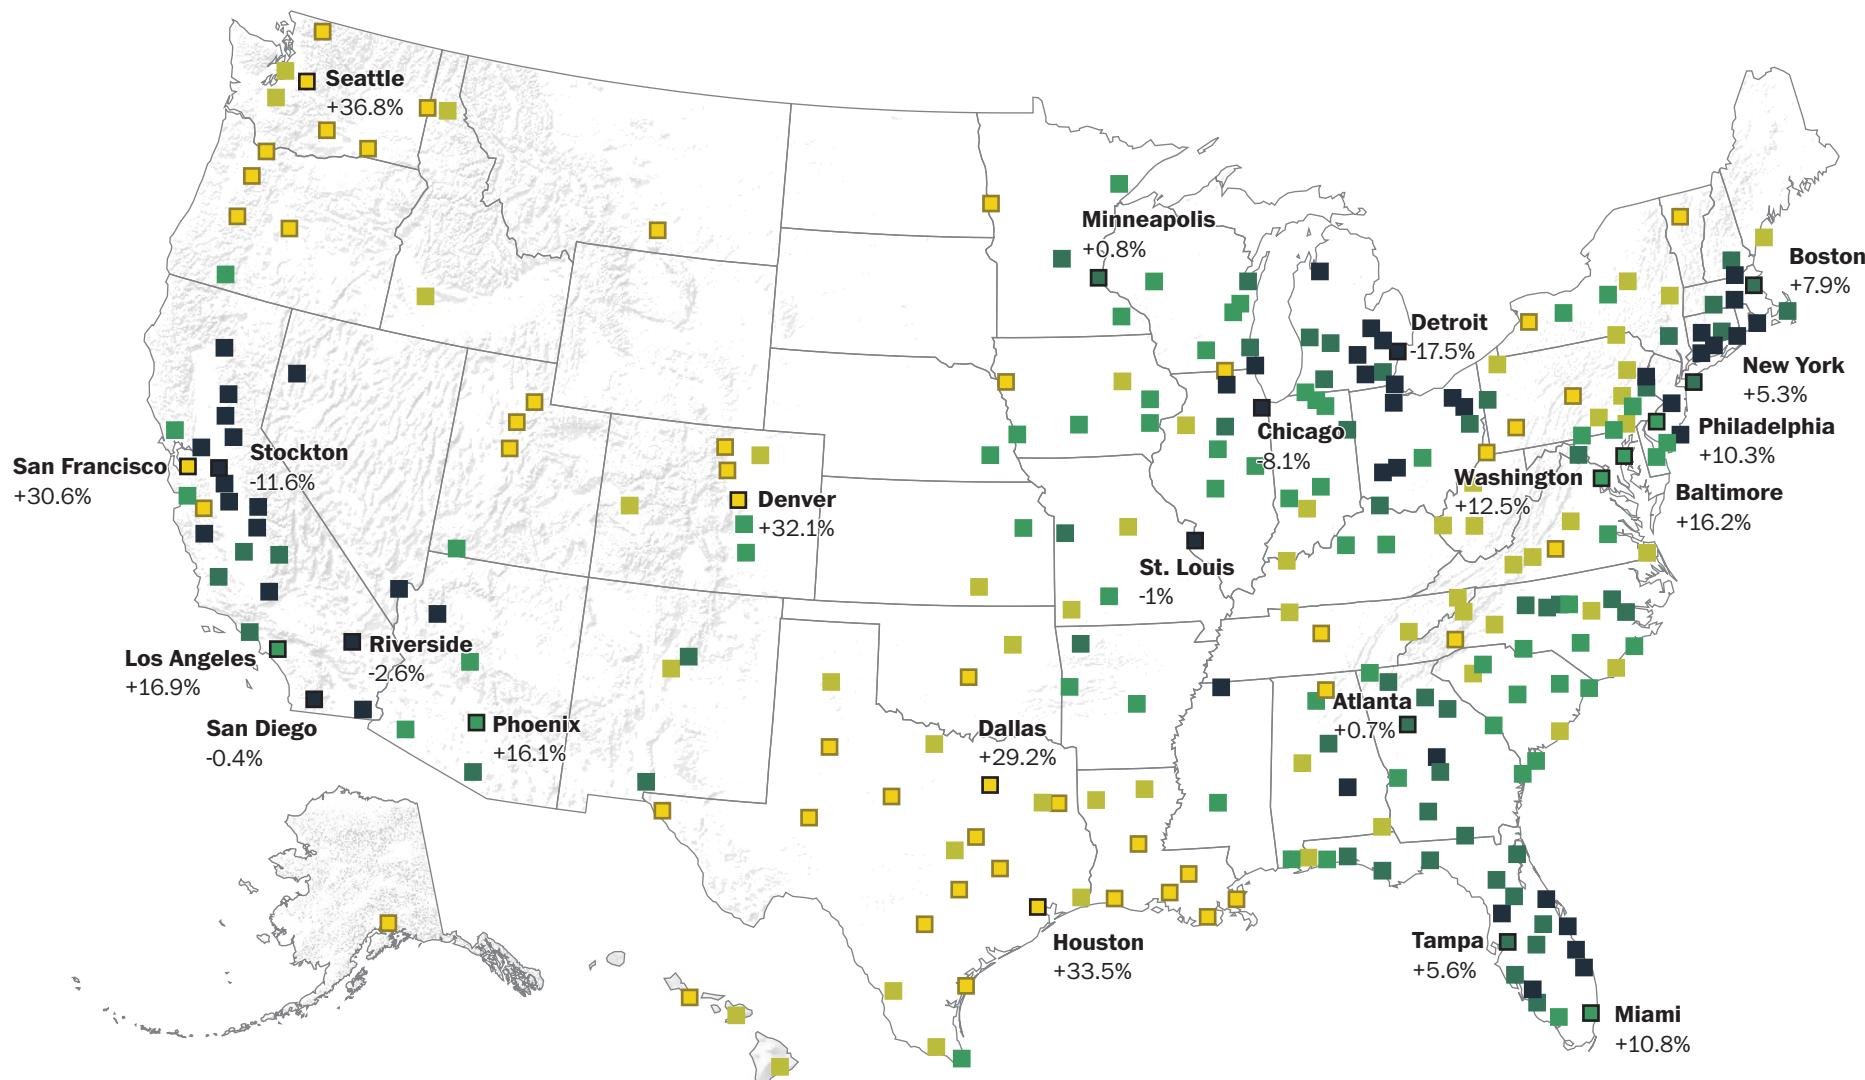 Seattle
+36.8%
Minneapolis
+0.8%
Boston
+7.9%
Detroit
-17.5%
New York
+5.3%
Chicago
-8.1%
Philadelphia
+10.3%
Stockton
-11.6%
San Francisco
+30.6%
Washington
+12.5%
Denver
+32.1%
Baltimore
+16.2%
St. Louis
-1%
Riverside
-2.6%
Los Angeles
+16.9%
Atlanta
+0.7%
San Diego
-0.4%
Phoenix
+16.1%
Dallas
+29.2%
Houston
+33.5%
Tampa
+5.6%
Miami
+10.8%